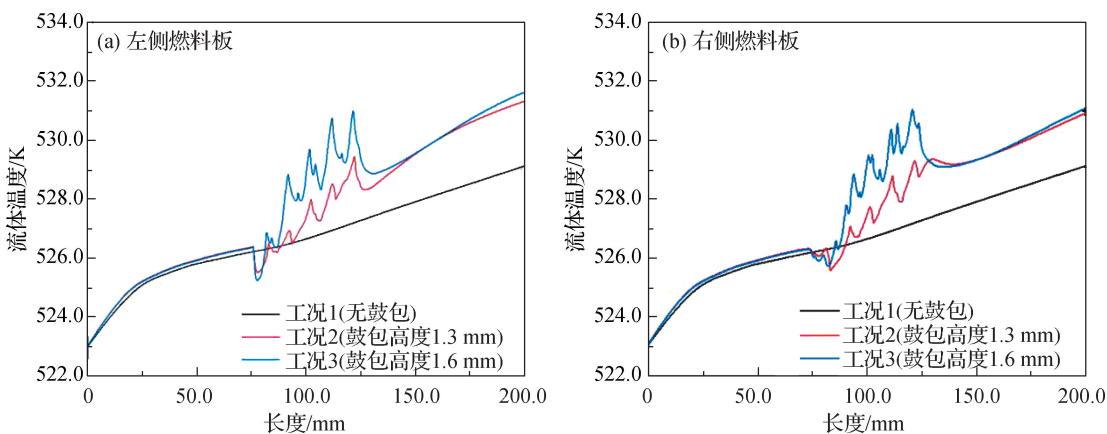 534.0
532.0
530.0
528.0
526.0
524.0
522.0
流体温度/K
(a) 左侧燃料板
工况1(无鼓包)
工况2(鼓包高度1.3 mm)
工况3(鼓包高度1.6 mm)
0
50.0
100.0
150.0
200.0
长度/mm
534.0
532.0
530.0
528.0
526.0
524.0
522.0
流体温度/K
(b) 右侧燃料板
工况1(无鼓包)
工况2(鼓包高度1.3 mm)
工况3(鼓包高度1.6 mm)
0
50.0
100.0
150.0
200.0
长度/mm